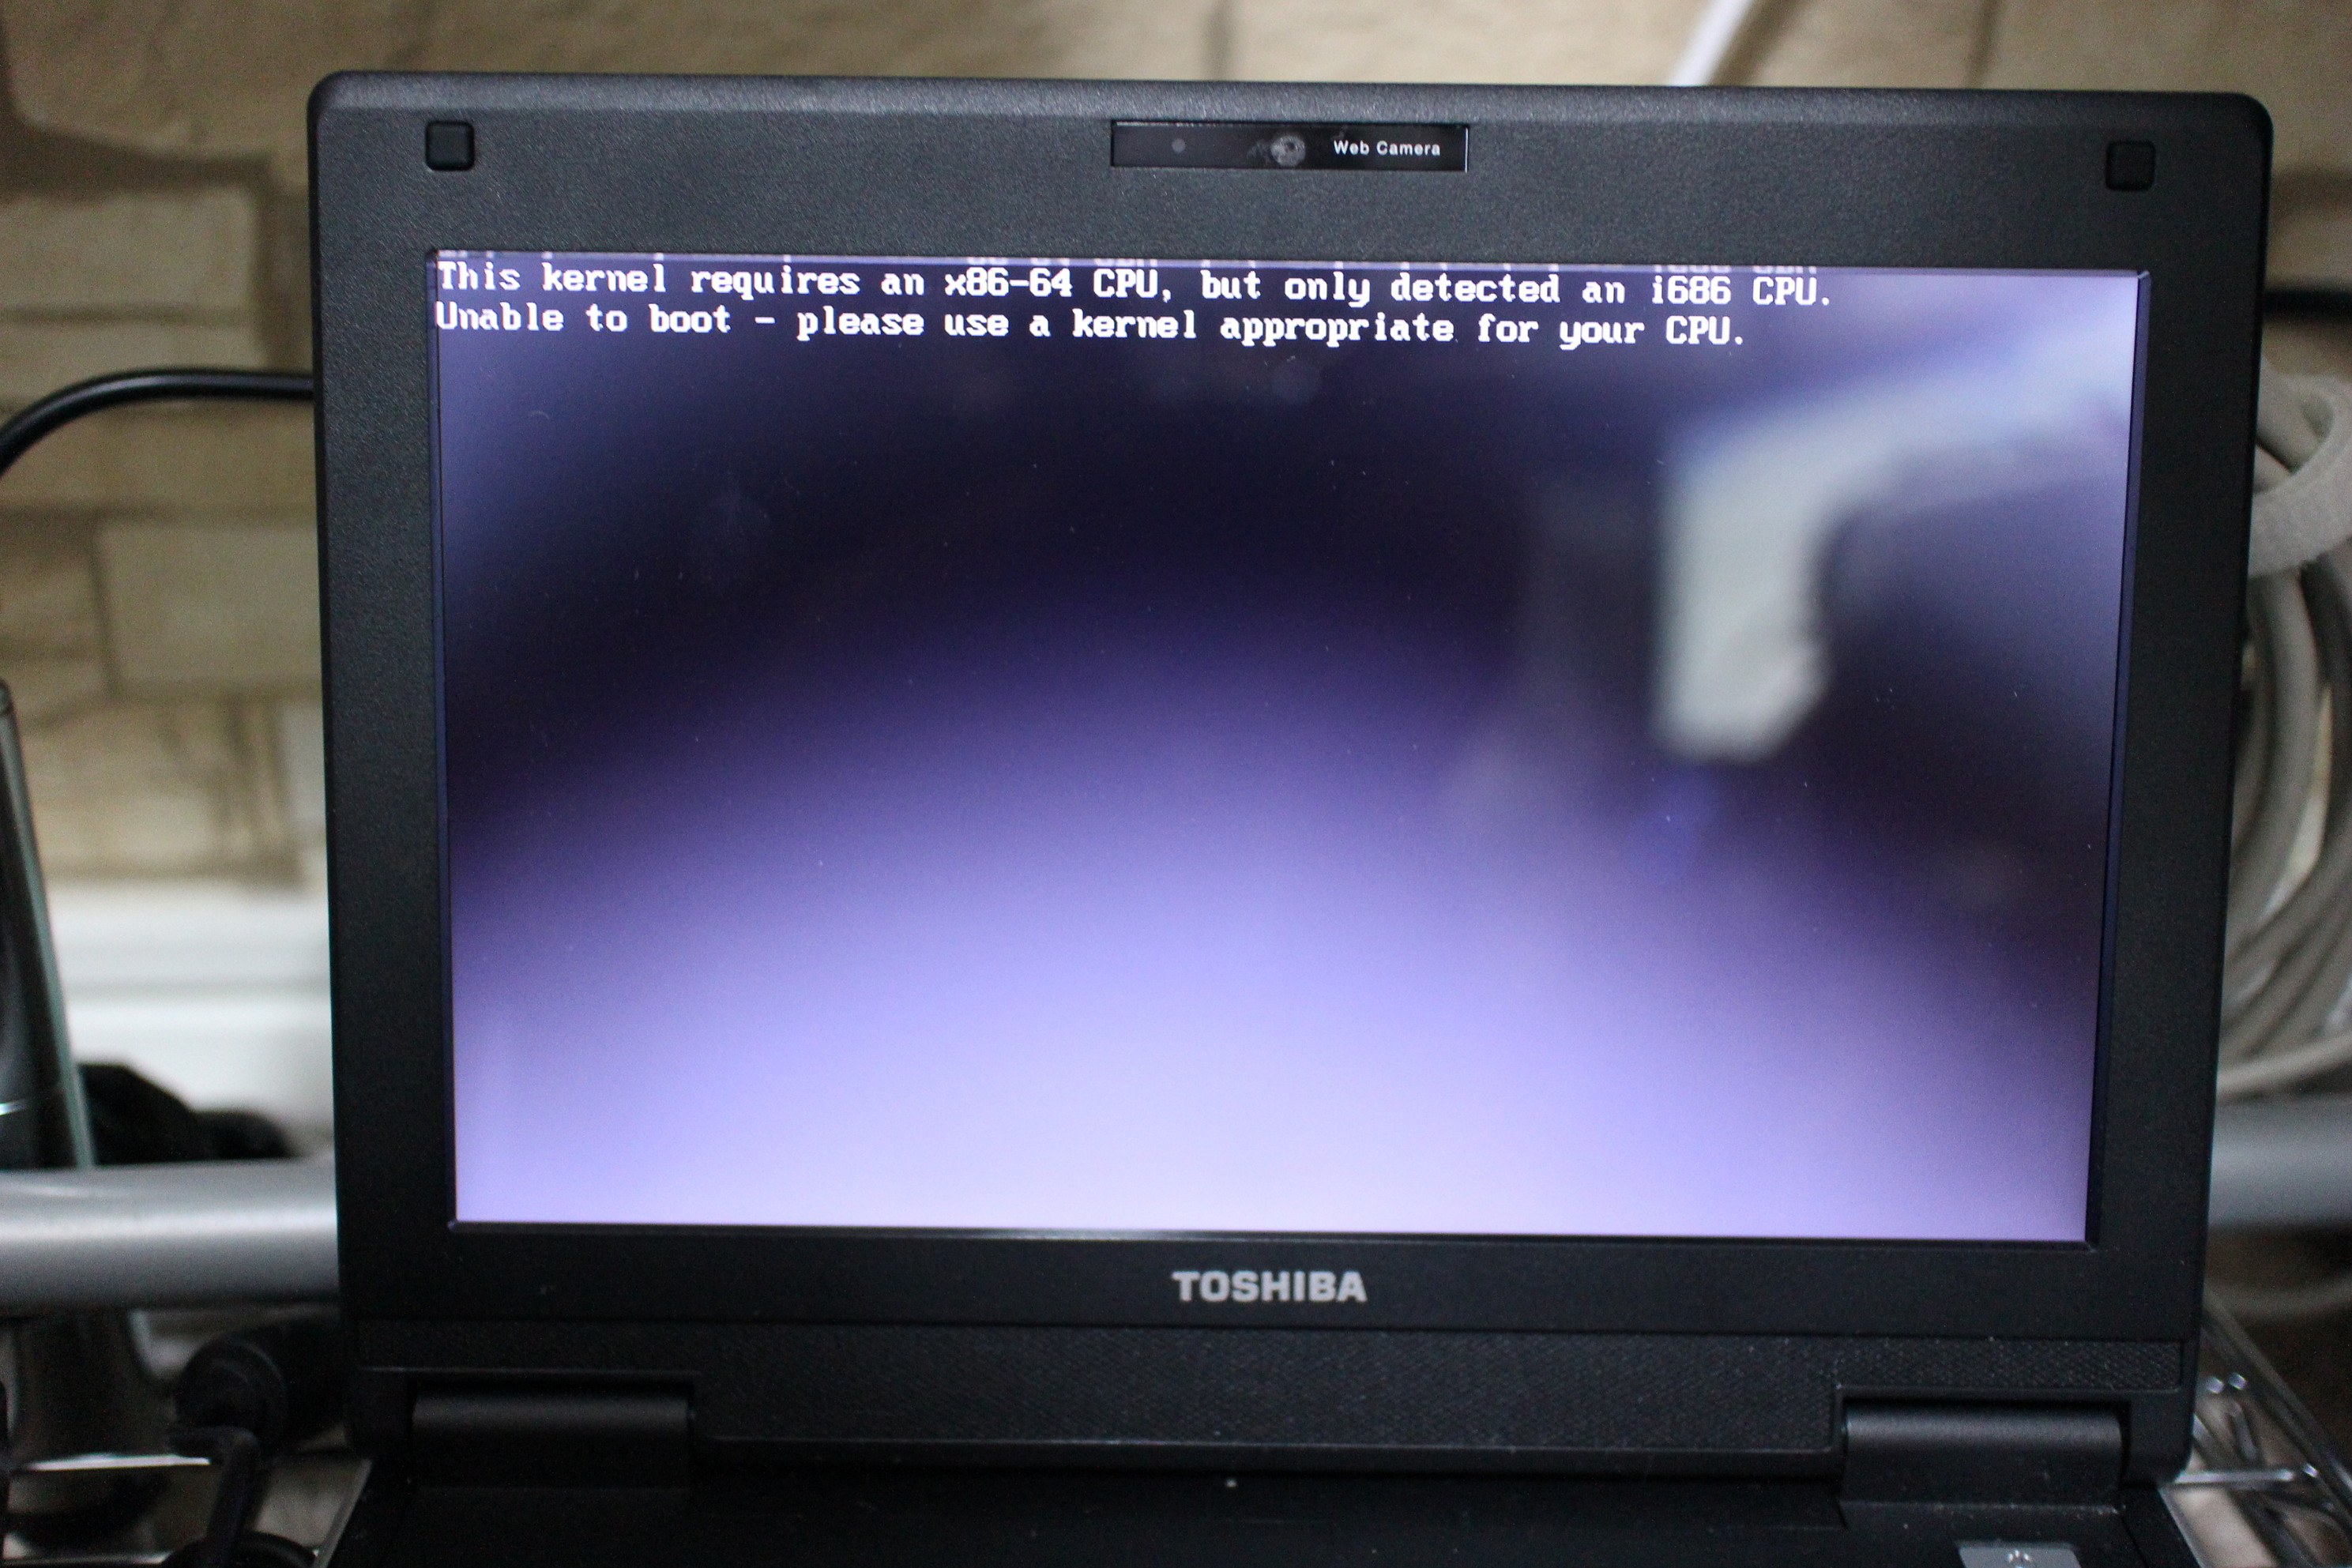 Web Camera
This kernel requires an x86-64 CPU, but only detected an i686 CPU.
Unable to boot - please use a kernel appropriate for your CPU.
TOSHIBA